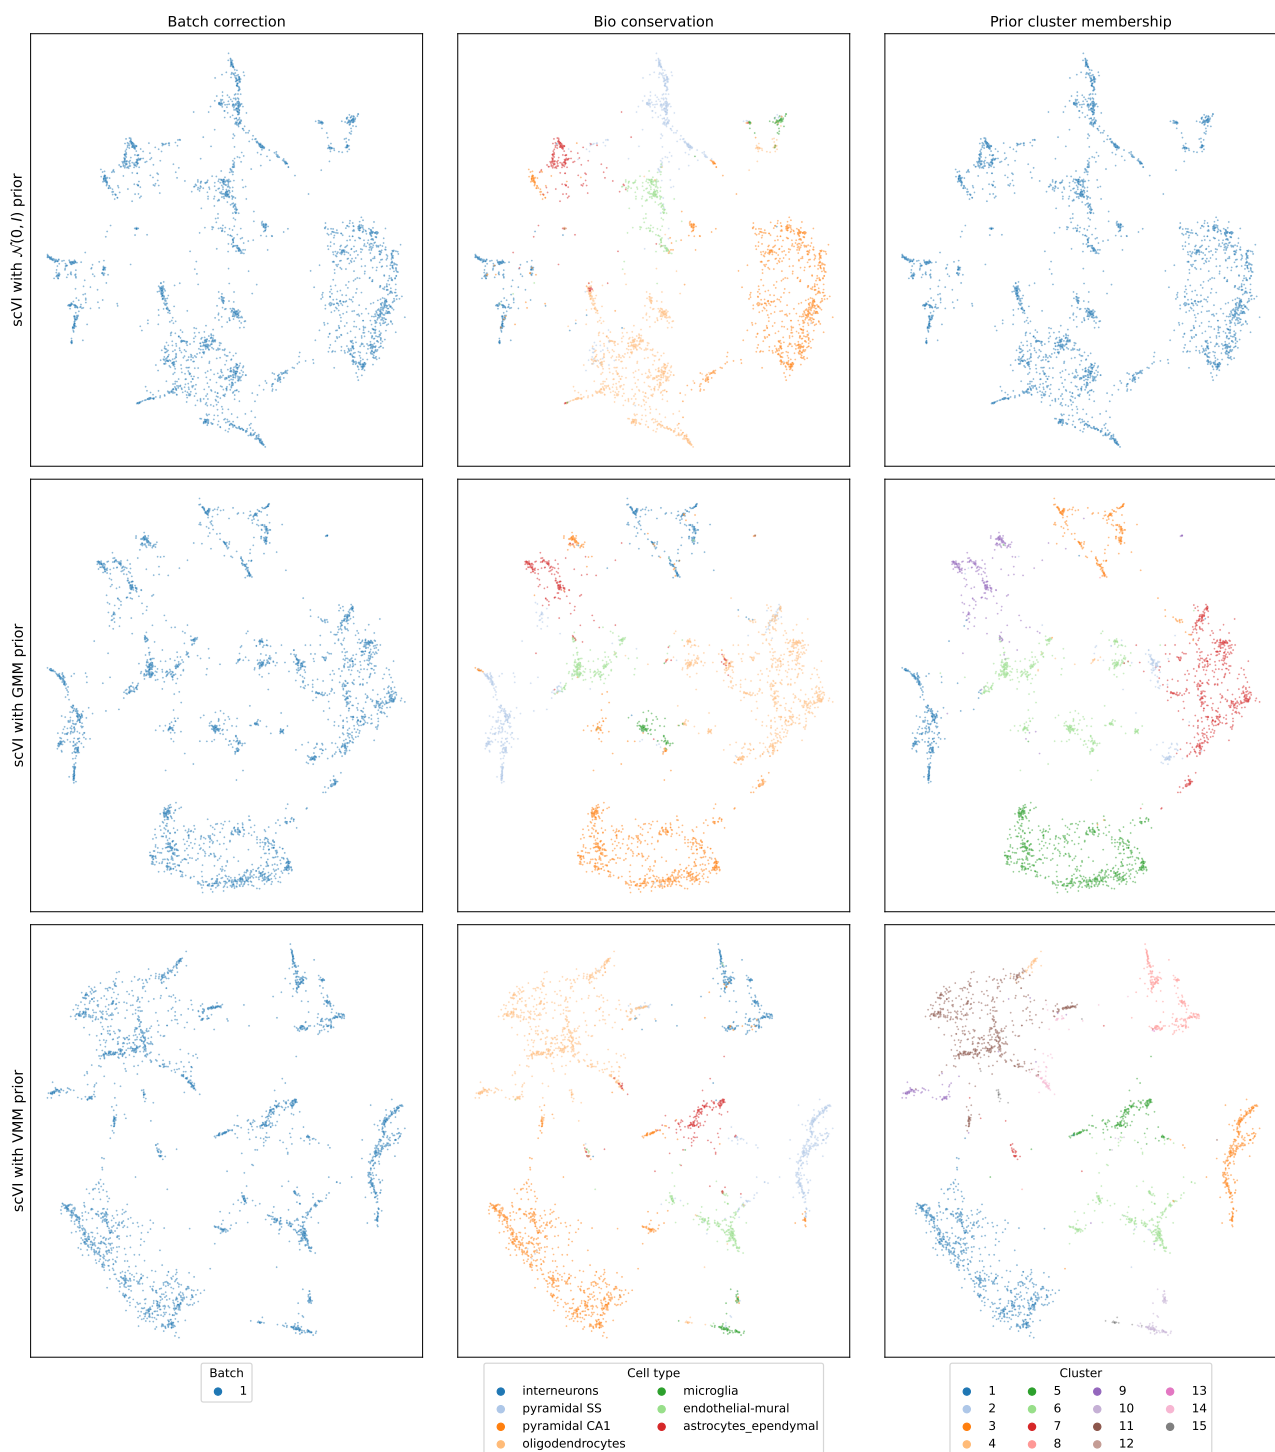 Batch correction
Bio conservation
Prior cluster membership
scVI with 𝒩(0, I) prior
scVI with GMM prior
scVI with VMM prior
Batch
1
Cell type
interneurons
pyramidal SS
pyramidal CA1
oligodendrocytes
microglia
endothelial-mural
astrocytes_ependymal
Cluster
1
2
3
4
5
6
7
8
9
10
11
12
13
14
15